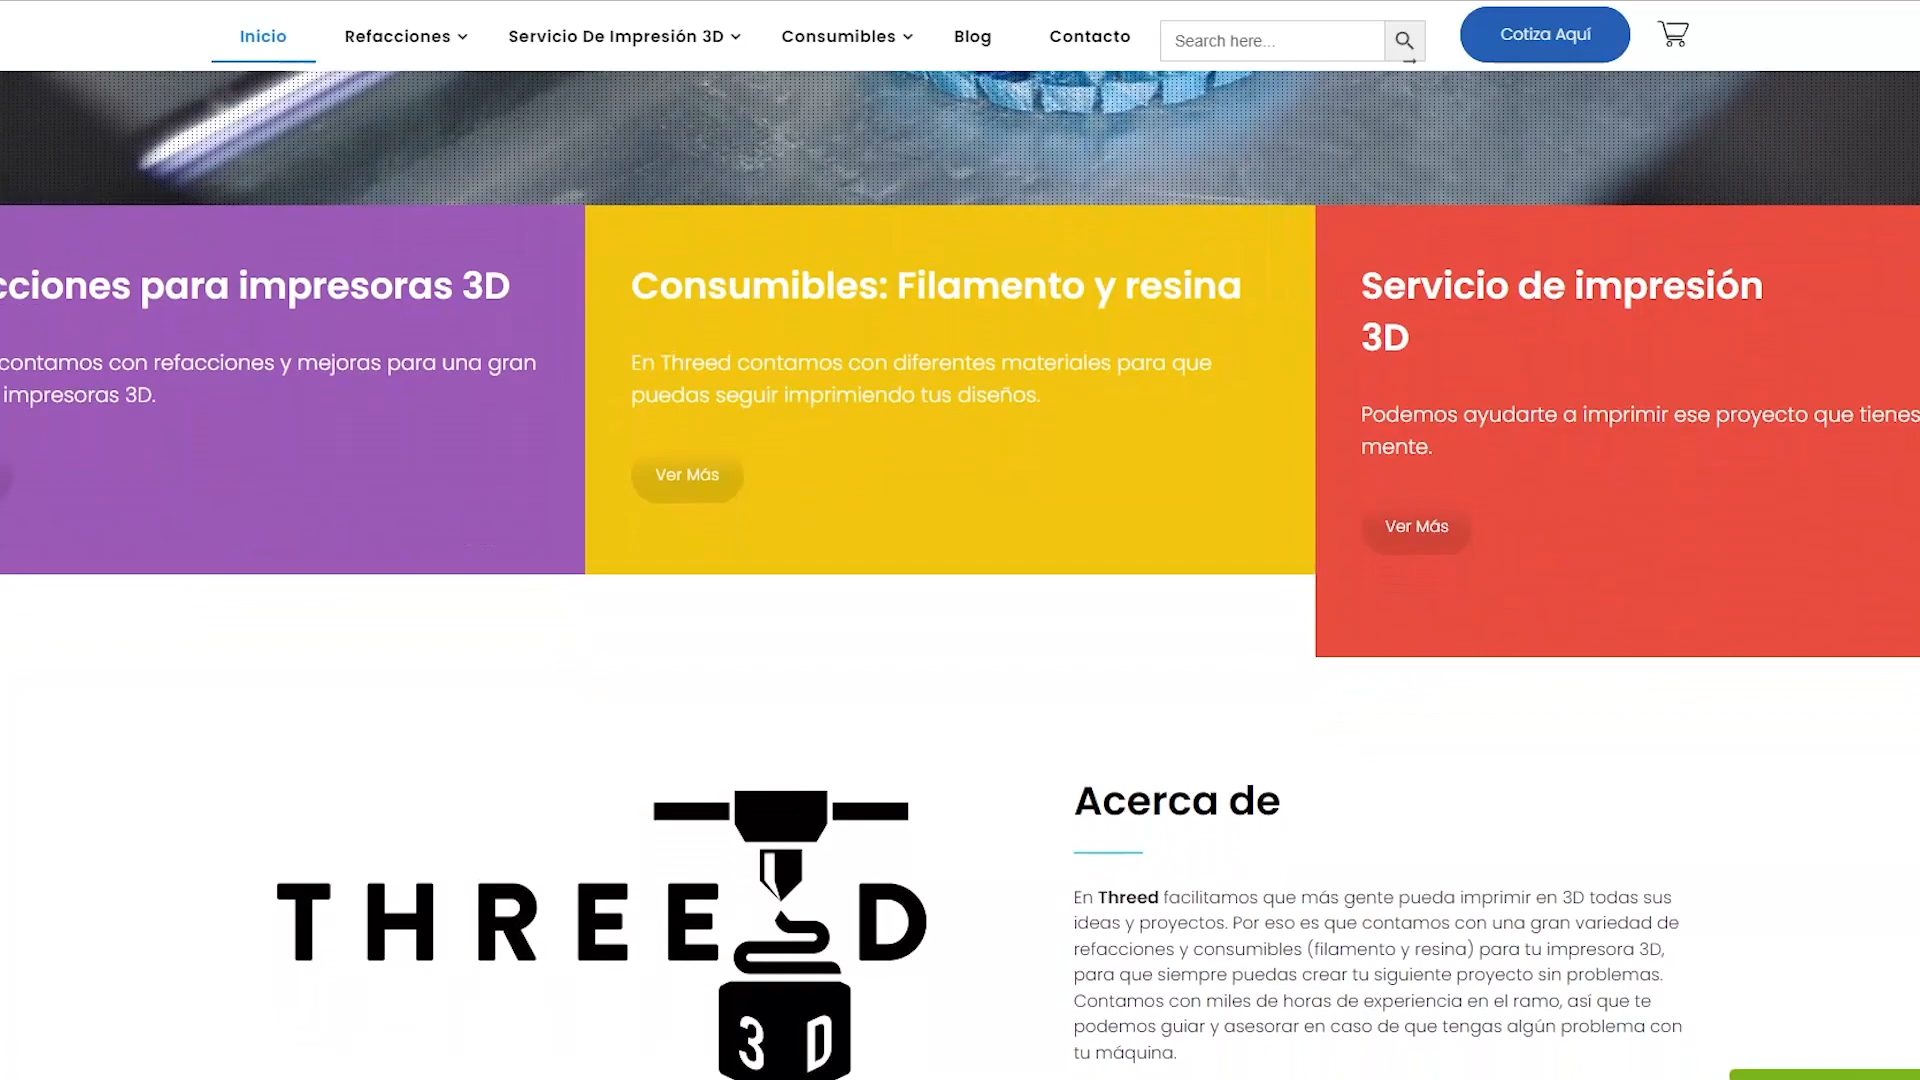 Inicio
Refacciones
Servicio De Impresión 3D
Consumibles
Blog
Contacto
Search here...
Cotiza Aquí
cciones para impresoras 3D
contamos con refacciones y mejoras para una gran
impresoras 3D.
Consumibles: Filamento y resina
En Threed contamos con diferentes materiales para que
puedas seguir imprimiendo tus diseños.
Ver Más
Servicio de impresión
3D
Podemos ayudarte a imprimir ese proyecto que tienes
mente.
Ver Más
THREED
3 D
Acerca de
En Threed facilitamos que más gente pueda imprimir en 3D todas sus
ideas y proyectos. Por eso es que contamos con una gran variedad de
refacciones y consumibles (filamento y resina) para tu impresora 3D,
para que siempre puedas crear tu siguiente proyecto sin problemas.
Contamos con miles de horas de experiencia en el ramo, así que te
podemos guiar y asesorar en caso de que tengas algún problema con
tu máquina.